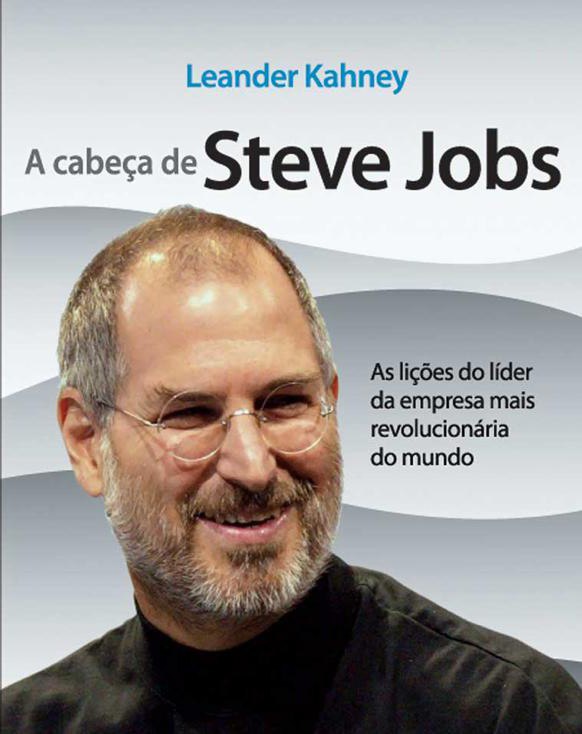 Leander Kahney
A cabeça de Steve Jobs
As lições do líder
da empresa mais
revolucionária
do mundo